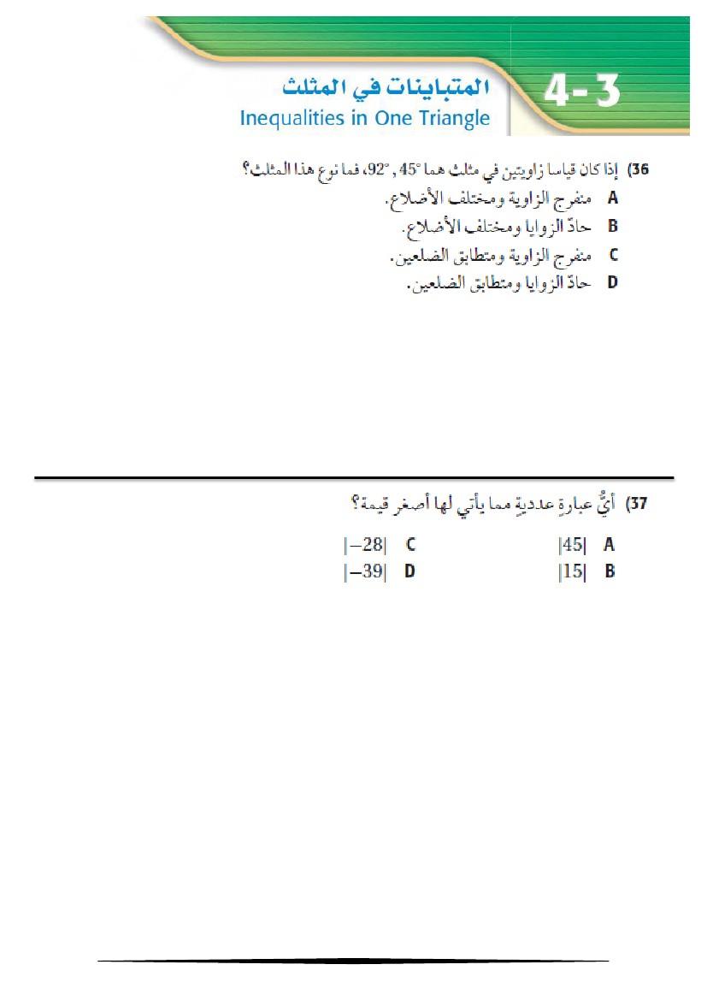 4-3
المتباينات في المثلث
Inequalities in One Triangle
36) إذا كان قياسا زاويتين في مثلث هما 45° , 92°، فما نوع هذا المثلث؟
A منفرج الزاوية ومختلف الأضلاع.
B حادّ الزوايا ومختلف الأضلاع.
C منفرج الزاوية ومتطابق الضلعين.
D حادّ الزوايا ومتطابق الضلعين.
37) أيُّ عبارةٍ عدديةٍ مما يأتي لها أصغر قيمة؟
A |45| C |−28|
B |15| D |−39|